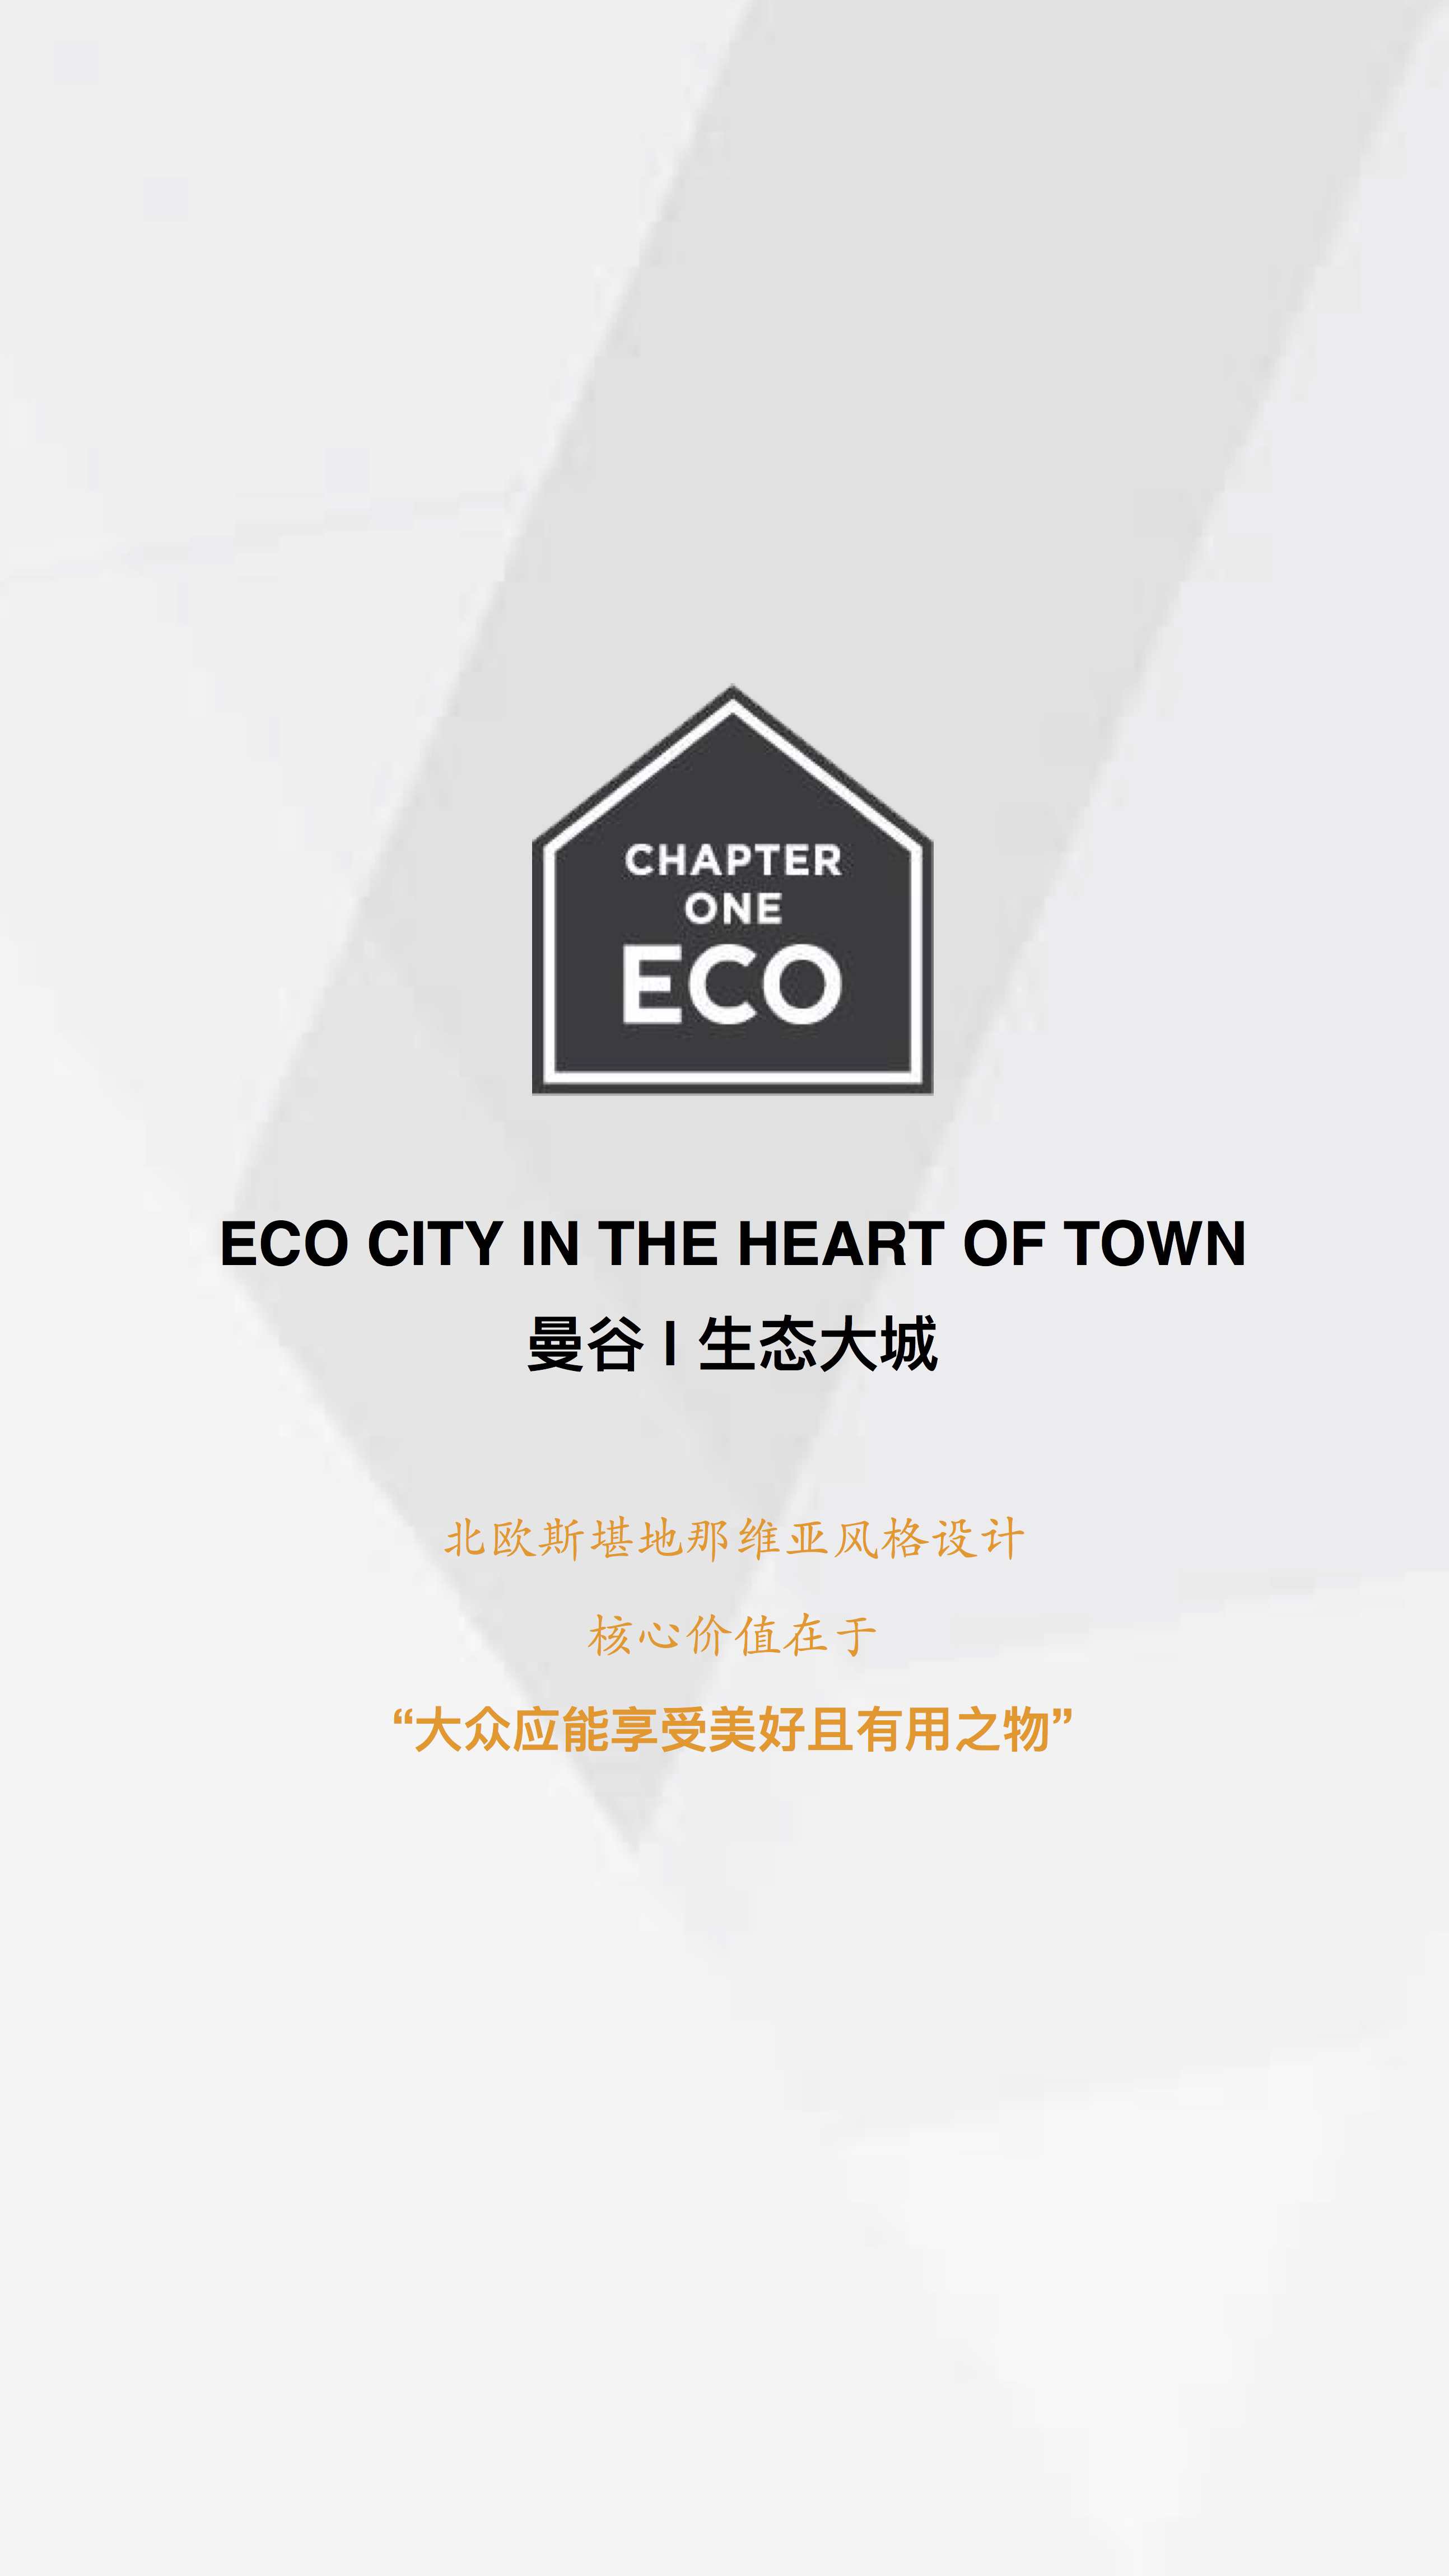 CHAPTER
ONE
ECO
ECO CITY IN THE HEART OF TOWN
曼谷 I 生态大城
北欧斯堪地那维亚风格设计
核心价值在于
“大众应能享受美好且有用之物”